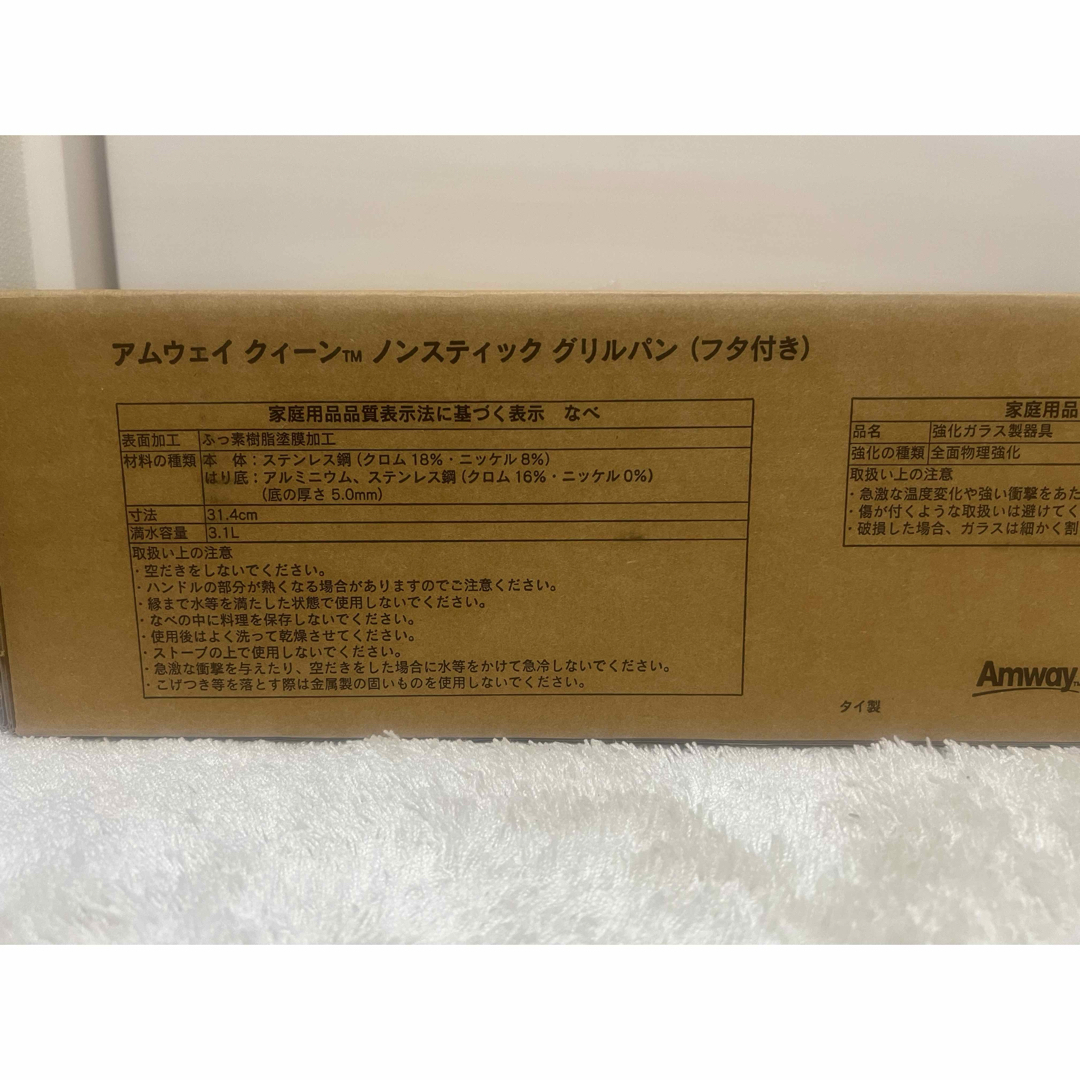 アムウェイ クィーン™ ノンスティック グリルパン（フタ付き）
家庭用品品質表示法に基づく表示　なべ
表面加工 ふっ素樹脂塗膜加工
材料の種類 本　体：ステンレス鋼（クロム 18%・ニッケル 8%）
はり底：アルミニウム、ステンレス鋼（クロム 16%・ニッケル 0%）
（底の厚さ 5.0mm）
寸法 31.4cm
満水容量 3.1L
取扱い上の注意
・空だきをしないでください。
・ハンドルの部分が熱くなる場合がありますのでご注意ください。
・縁まで水等を満たした状態で使用しないでください。
・なべの中に料理を保存しないでください。
・使用後はよく洗って乾燥させてください。
・ストーブの上で使用しないでください。
・急激な衝撃を与えたり、空だきをした場合に水等をかけて急冷しないでください。
・こげつき等を落とす際は金属製の固いものを使用しないでください。
家庭用品
品名 強化ガラス製器具
強化の種類 全面物理強化
取扱い上の注意
・急激な温度変化や強い衝撃をあた
・傷が付くような取扱いは避けてく
・破損した場合、ガラスは細かく割
タイ製
Amway™